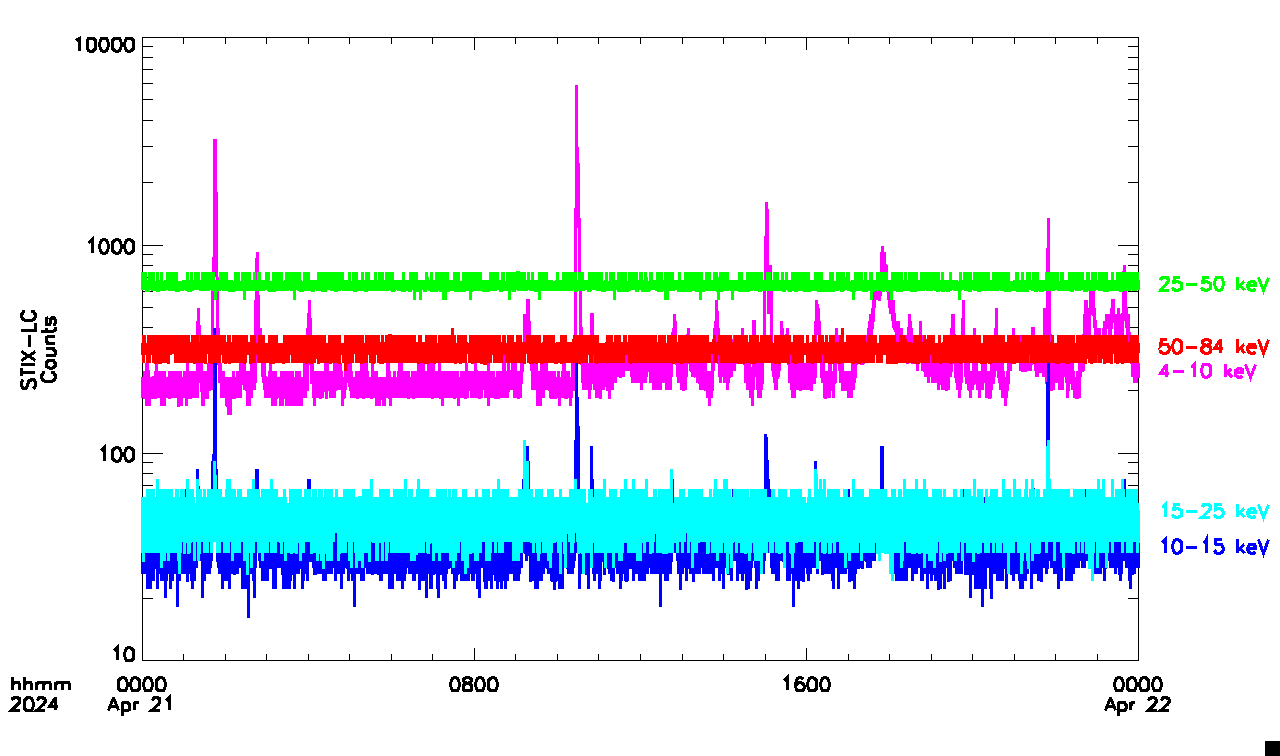 10000
1000
100
10
STIX-LC
Counts
25-50 keV
50-84 keV
4-10 keV
15-25 keV
10-15 keV
hhmm 0000 0800 1600 0000
2024 Apr 21 Apr 22